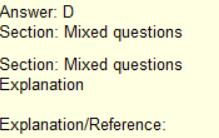 Answer: D
Section: Mixed questions
Section: Mixed questions
Explanation
Explanation/Reference: